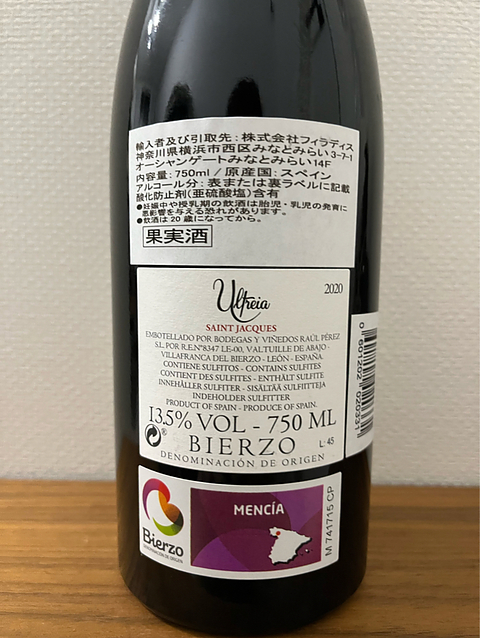 輸入者及び引取先:株式会社フィラディス
神奈川県横浜市西区みなとみらい3-7-1
オーシャンゲートみなとみらい14F
内容量:750ml/原産国:スペイン
アルコール分:表または裏ラベルに記載
酸化防止剤(亜硫酸塩)含有
●妊娠中や授乳期の飲酒は胎児・乳児の発育に
悪影響を与える恐れがあります。
●飲酒は20歳になってから。
果実酒
Ultreia
2020
SAINT JACQUES
EMBOTELLADO POR BODEGAS Y VIÑEDOS RAÚL PÉREZ
S.L POR R.E.Nº8347 LE-00, VALTUILLE DE ABAJO -
VILLAFRANCA DEL BIERZO - LEÓN - ESPAÑA
CONTIENE SULFITOS - CONTAINS SULFITES
CONTIENT DES SULFITES - ENTHÄLT SULFITE
INNEHÅLLER SULFITER - SISÄLTÄÄ SULFIITTEJA
INDEHOLDER SULFITTER
PRODUCT OF SPAIN - PRODUCE OF SPAIN.
13.5% VOL - 750 ML
BIERZO
L-45
DENOMINACIÓN DE ORIGEN
Bierzo
DENOMINACIÓN DE ORIGEN
MENCÍA
M 741715 CP